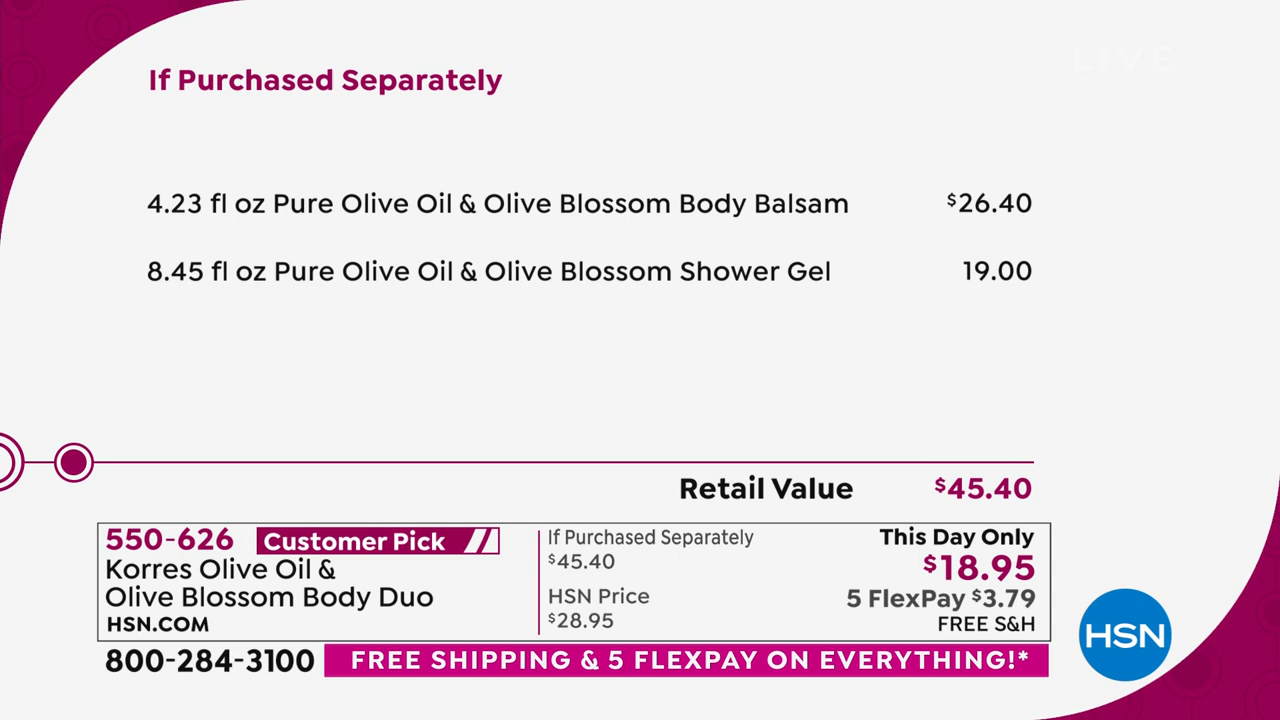 LIVE
If Purchased Separately
4.23 fl oz Pure Olive Oil & Olive Blossom Body Balsam $26.40
8.45 fl oz Pure Olive Oil & Olive Blossom Shower Gel 19.00
Retail Value $45.40
550-626 Customer Pick
Korres Olive Oil &
Olive Blossom Body Duo
HSN.COM
If Purchased Separately
$45.40
HSN Price
$28.95
This Day Only
$18.95
5 FlexPay $3.79
FREE S&H
HSN
800-284-3100 FREE SHIPPING & 5 FLEXPAY ON EVERYTHING!*